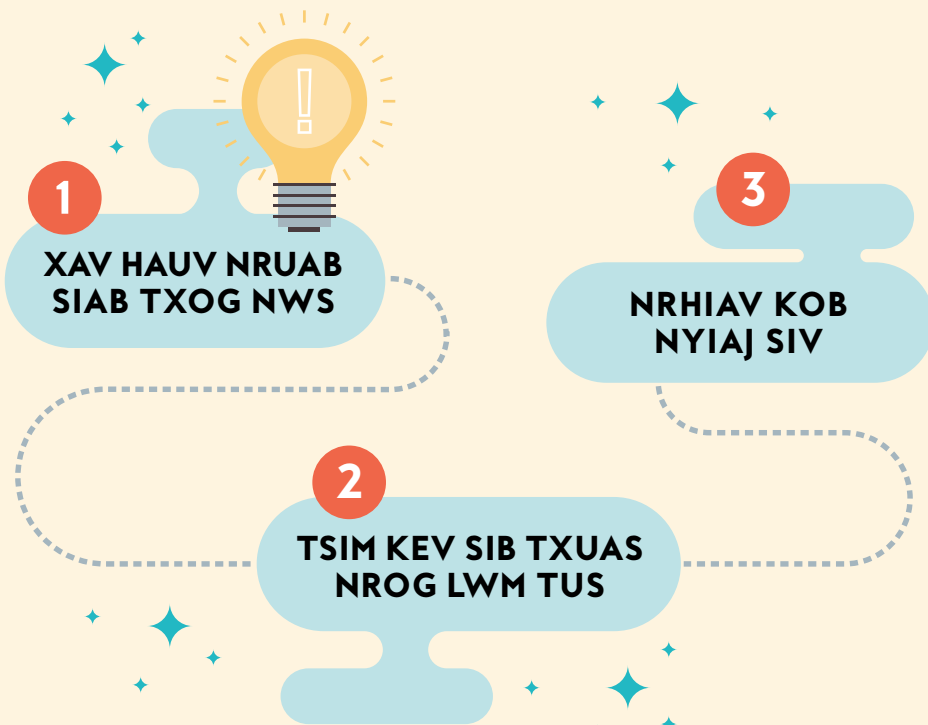 1
XAV HAUV NRUAB
SIAB TXOG NWS
2
TSIM KEV SIB TXUAS
NROG LWM TUS
3
NRHIAV KOB
NYIAJ SIV